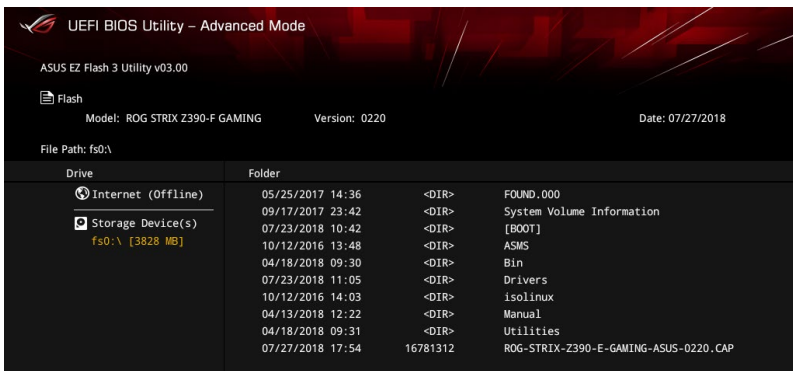 UEFI BIOS Utility – Advanced Mode
ASUS EZ Flash 3 Utility v03.00
Flash
Model: ROG STRIX Z390-F GAMING Version: 0220 Date: 07/27/2018
File Path: fs0:\
Drive Folder
Internet (Offline) 05/25/2017 14:36 <DIR> FOUND.000
09/17/2017 23:42 <DIR> System Volume Information
Storage Device(s) 07/23/2018 10:42 <DIR> [BOOT]
fs0:\ [3828 MB] 10/12/2016 13:48 <DIR> ASMS
04/18/2018 09:30 <DIR> Bin
07/23/2018 11:05 <DIR> Drivers
10/12/2016 14:03 <DIR> isolinux
04/13/2018 12:22 <DIR> Manual
04/18/2018 09:31 <DIR> Utilities
07/27/2018 17:54 16781312 ROG-STRIX-Z390-E-GAMING-ASUS-0220.CAP